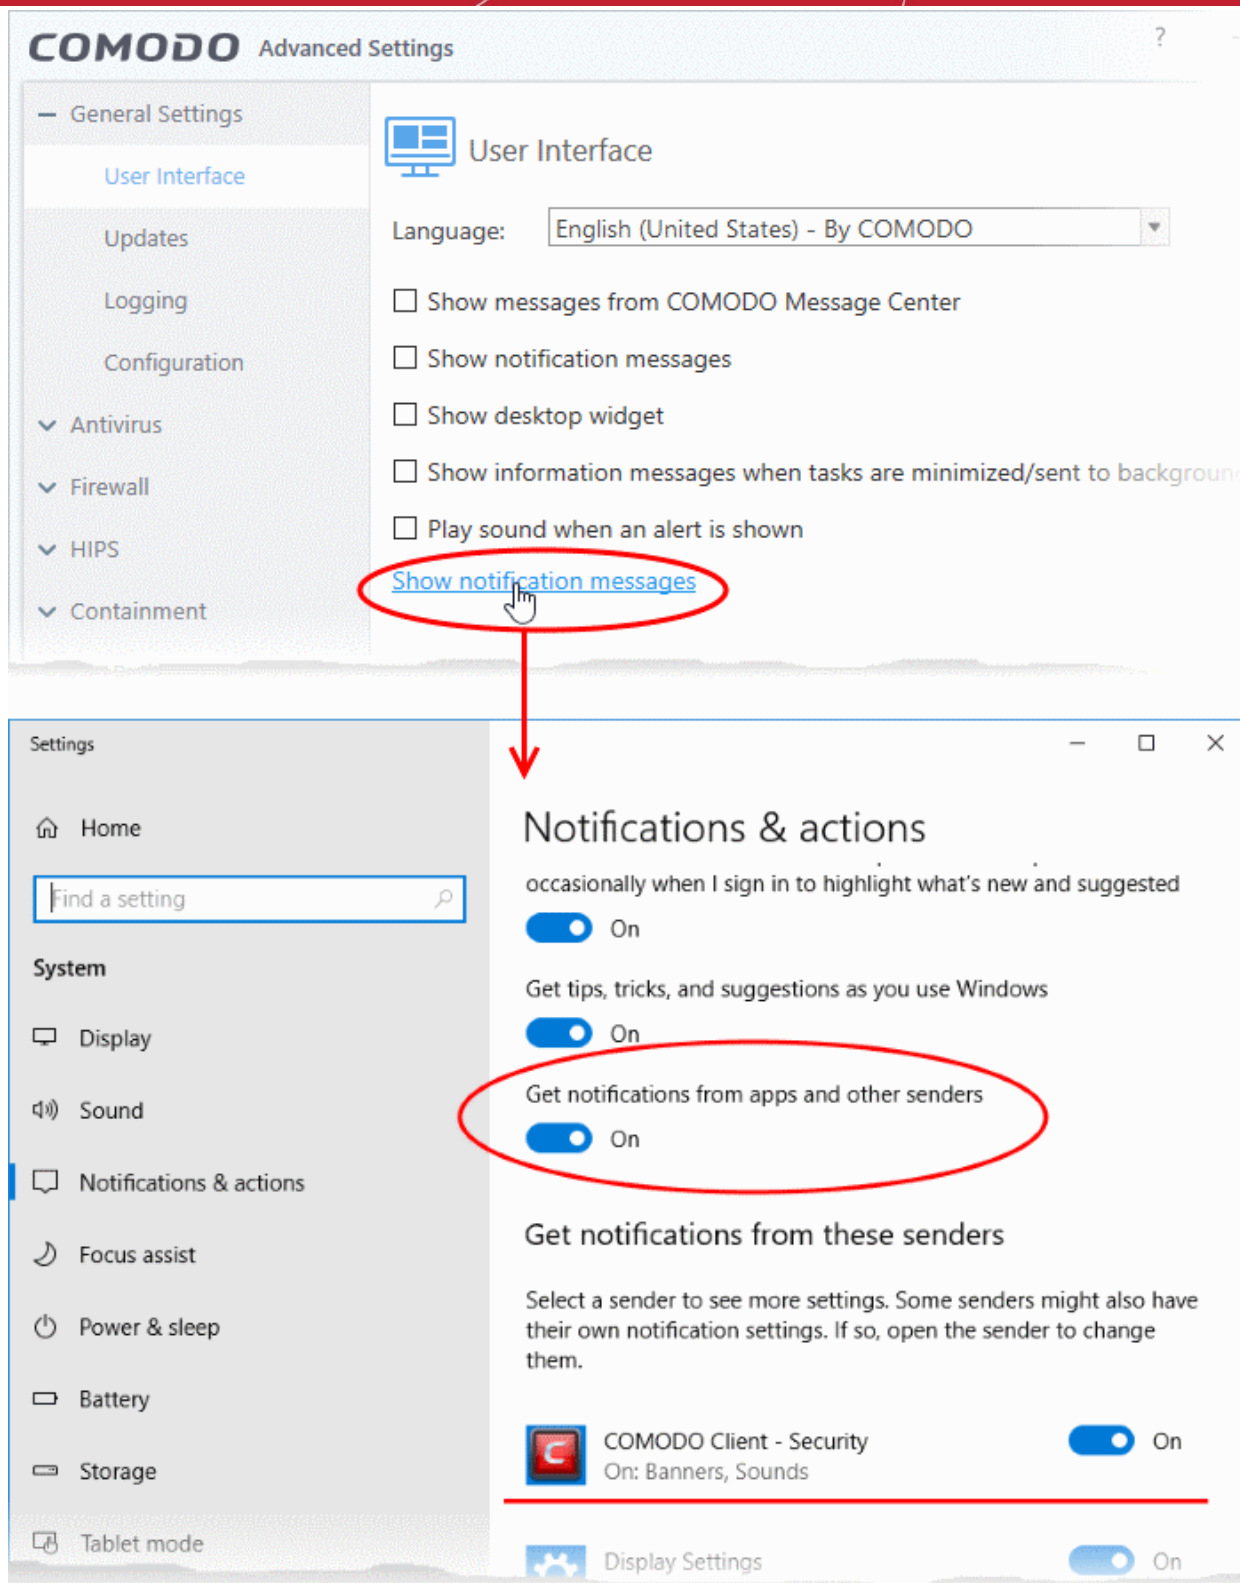 COMODO Advanced Settings
?
General Settings
User Interface
Updates
Logging
Configuration
Antivirus
Firewall
HIPS
Containment
User Interface
Language: English (United States) - By COMODO
Show messages from COMODO Message Center
Show notification messages
Show desktop widget
Show information messages when tasks are minimized/sent to backgroun
Play sound when an alert is shown
Show notification messages
Settings
Home
Find a setting
System
Display
Sound
Notifications & actions
Focus assist
Power & sleep
Battery
Storage
Tablet mode
Notifications & actions
occasionally when I sign in to highlight what's new and suggested
On
Get tips, tricks, and suggestions as you use Windows
On
Get notifications from apps and other senders
On
Get notifications from these senders
Select a sender to see more settings. Some senders might also have
their own notification settings. If so, open the sender to change
them.
COMODO Client - Security
On
On: Banners, Sounds
Display Settings
On